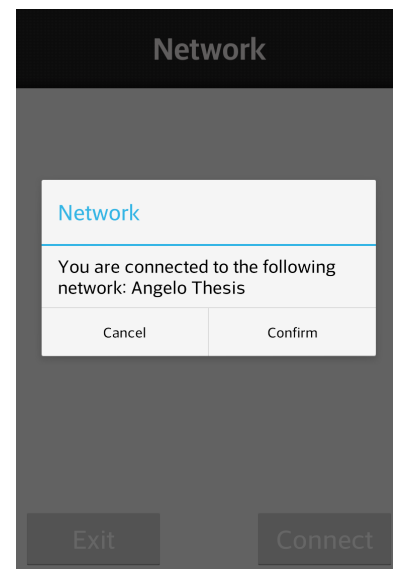 Network
Network
You are connected to the following
network: Angelo Thesis
Cancel Confirm
Exit Connect